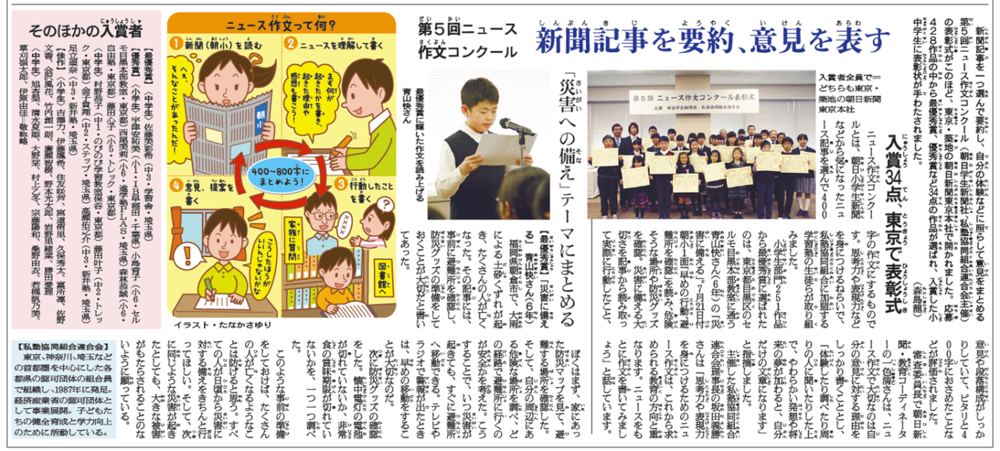 新聞記事を要約、意見を表す
第5回ニュース
作文コンクール
新聞記事を一つ選んで要約し、自分の体験などに照らして意見をまとめる
第5回ニュース作文コンクール(朝日学生新聞社、私塾協同組合連合会主催)
の表彰式がこのほど、東京・築地の朝日新聞東京本社で開かれました。応募
428作品の中から最優秀賞、優秀賞など34点の作品が選ばれ、入賞した小
中学生に表彰状が手わたされました。
(森島龍)
入賞34点、東京で表彰式
入賞者全員で=
どちらも東京・
築地の朝日新聞
東京本社
第5回 ニュース作文コンクール表彰式
ニュース作文コンクー
ルとは、朝日小学生新聞
などから気になったニュ
ース記事を選んで400
字の作文にするもので
す。思考力や表現力など
を身につけるねらいで、
私塾協同組合に加盟する
学習塾の生徒らが取り組
みました。
小学生部門251作品
から最優秀賞に選ばれた
のは、東京都目黒区のセ
ルモ目黒本部教室に通う
青山快さん(6年)の「災
害に備える」。7月21日付
朝小1面「早めの行動 避
難所を確認」を読み、危険
そうな場所や防災グッズ
を確認。災害に備える大
切さを記事から読み取っ
て実際に行動したこと、
意見や段落構成がしっか
りしていて、ピタリと4
00字におさめたことな
どが評価されました。
審査委員長で朝日新
聞・教育コーディネータ
ーの一色清さんは、「ニュ
ース作文で大切なのは自
分の意見に対する理由を
しっかり書くこととし、
「体験したり調べたり周
りの人に聞いたりした上
で、やわらかい発想や将
来の夢が加わると、自分
だけの文章になります」
と指摘しました。
主催した私塾協同組合
連合会理事長の坂田義勝
さんは「思考力や表現力
を身につけるためのニュ
ース作文は、これから求
められる教育の方向と重
なります。ニュースをも
とに作文を書いてみまし
ょう」と話しています。
「災害への備え」テーマにまとめる
最優秀賞に輝いた作文を読み上げる
青山快さん
【最優秀賞】「災害に備え
る」 青山快さん(6年)
福岡県朝倉市で、大雨
による土砂くずれが起
き、たくさんの人が亡く
なった。その記事には、
事前に避難所を確認し、
防災グッズの準備をして
おくことが大切だと書い
てあった。
ぼくはまず、家にあっ
た防災マップを見て、避
難する場所を確認した。
そして、自分の周辺にあ
る危険な場所を調べ、ど
の経路で避難所に行くの
が安全かを考えた。こう
することで、いつ災害が
起きても、すぐに避難所
へ移動できる。テレビや
ラジオで警報が出たとき
は、早めの移動をするこ
とが大切なのだ。
次に防災グッズの確認
をした。懐中電灯の電池
が切れていないか、非常
食の賞味期限が切れてい
ないかを、一つ一つ調べ
た。
このような事前の準備
をしておけば、たくさん
の人が亡くなるようなこ
とは防げると思う。すべ
ての人が日頃から災害に
対する備えをきちんと行
ってほしい。そして、次
に同じような災害が起き
たとしても、大きな被害
がもたらされることのな
いように願っている。
ニュース作文って何?
1 新聞(朝小)を読む
へぇ、
そんなことがあったんだ!
朝小
2 ニュースを理解して書く
まず何が
起きたかを書き、
起きた理由や
感想も書こう!
400〜800字に
まとめよう!
3 行動したこと
を書く
家族に質問
×××
?
図書館へ
4 意見、提案を
書く
!
こうしたほうが
いいんじゃないかな
イラスト・たなかさゆり
そのほかの入賞者
【最優秀賞】(中学生)佐藤美彩希(中3・学習舎・埼玉県)
【優秀賞】(小学生)宇津安祐美(小1・IB早稲田・千葉県)小島育子(小6・セル
モ目黒本部教室・東京都)西尾美莉(小6・進学塾PLAS・埼玉県)森林恭誠(小6・
自由塾・東京都)藤田心子(小5・トレック・東京都)
(中学生)村野恭子(中1・のびのび学習教室保谷・東京都)藤田叶子(中2・トレッ
ク・東京都)金子貴翔(中2・ステップ・埼玉県)高瀬佑之介(中3・新井塾・埼玉県)
足立遥奈(中3・新井塾・埼玉県)
【佳作】(小学生)吉澤力、伊藤颯希、住友咲笛、富道侑里、久保秀太、冨所凜、佐野
文香、金沢風花、竹内創一朗、廣瀬智樹、野本光太郎、岩野里緒菜、勝田愛理
(中学生)旭杏梨、清水夏姫、大野栞、村上乙冬、宗藤陽和、桑野由衣、若槻帆乃美、
草刈嶺太郎、伊原由佳=敬称略
【私塾協同組合連合会】
東京、神奈川、埼玉など
の首都圏を中心にした各
都県の認可団体の組合員
で組織し、1987年に発足。
経済産業省の認可団体と
して事業展開。子どもた
ちの健全育成と学力向上
のために活動している。